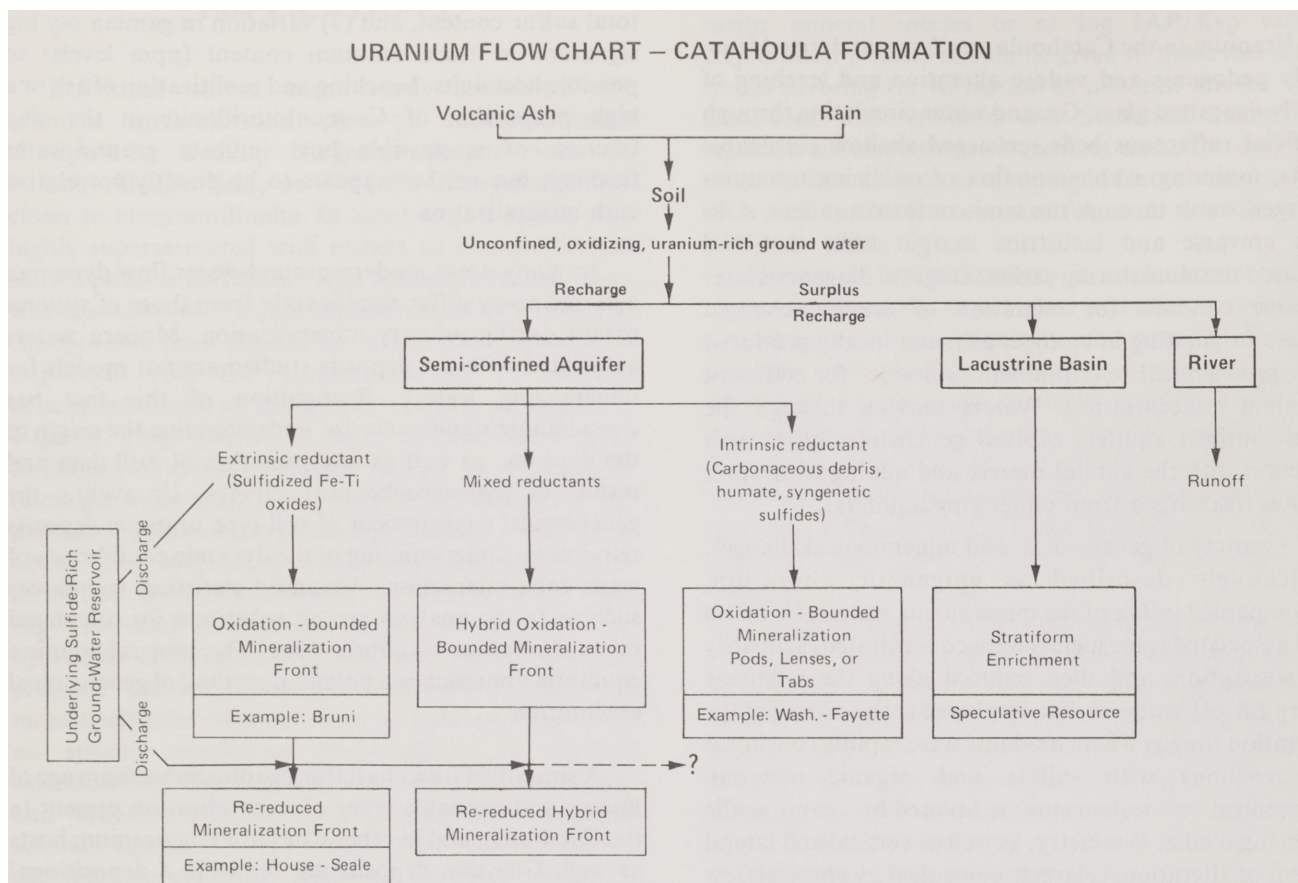 URANIUM FLOW CHART – CATAHOULA FORMATION
Volcanic Ash
Rain
Soil
Unconfined, oxidizing, uranium-rich ground water
Recharge
Surplus
Recharge
Semi-confined Aquifer
Lacustrine Basin
River
Extrinsic reductant
(Sulfidized Fe-Ti
oxides)
Mixed reductants
Intrinsic reductant
(Carbonaceous debris,
humate, syngenetic
sulfides)
Runoff
Underlying Sulfide-Rich
Ground-Water Reservoir
Discharge
Discharge
Oxidation - bounded
Mineralization
Front
Example: Bruni
Hybrid Oxidation -
Bounded Mineralization
Front
Oxidation - Bounded
Mineralization
Pods, Lenses, or
Tabs
Example: Wash. - Fayette
Stratiform
Enrichment
Speculative Resource
?
Re-reduced
Mineralization Front
Example: House - Seale
Re-reduced Hybrid
Mineralization Front